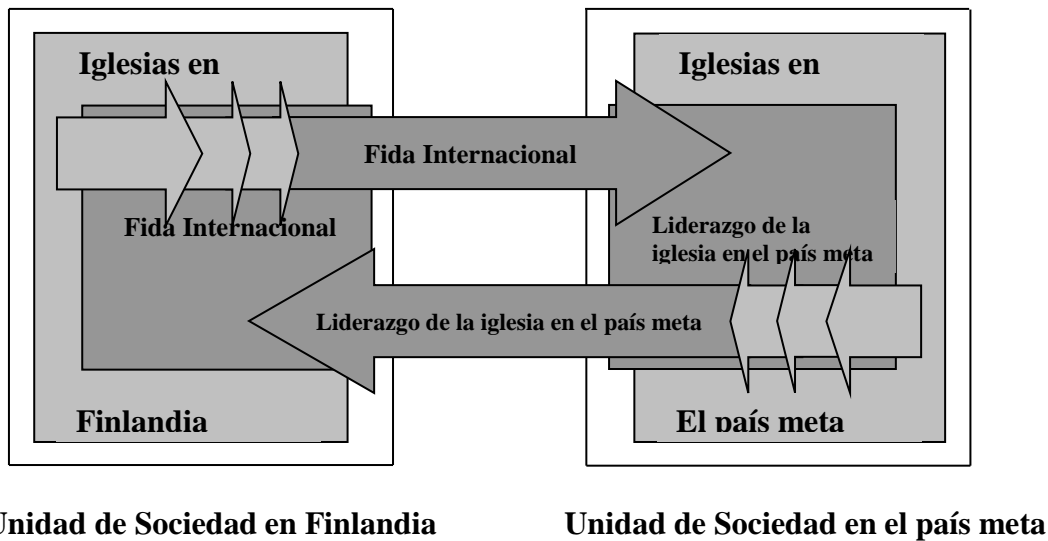 Iglesias en
Iglesias en
Fida Internacional
Fida Internacional
Liderazgo de la
iglesia en el país meta
Liderazgo de la iglesia en el país meta
Finlandia
El país meta
Unidad de Sociedad en Finlandia
Unidad de Sociedad en el país meta